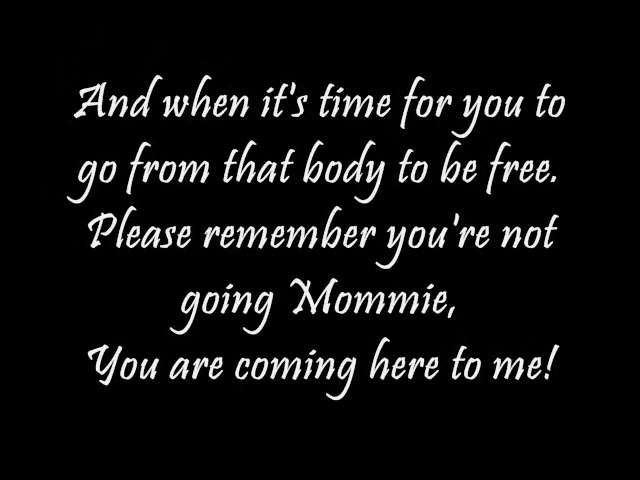 And when it's time for you to
go from that body to be free.
Please remember you're not
going Mommie,
You are coming here to me!